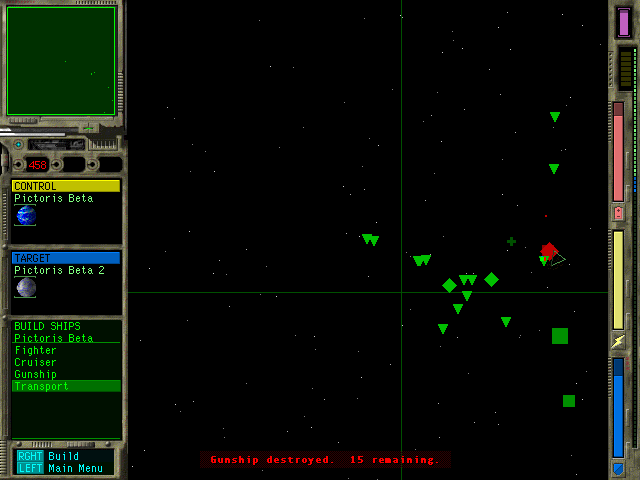 458
CONTROL
Pictoris Beta
TARGET
Pictoris Beta 2
BUILD SHIPS
Pictoris Beta
Fighter
Cruiser
Gunship
Transport
RGHT Build
LEFT Main Menu
Gunship destroyed. 15 remaining.